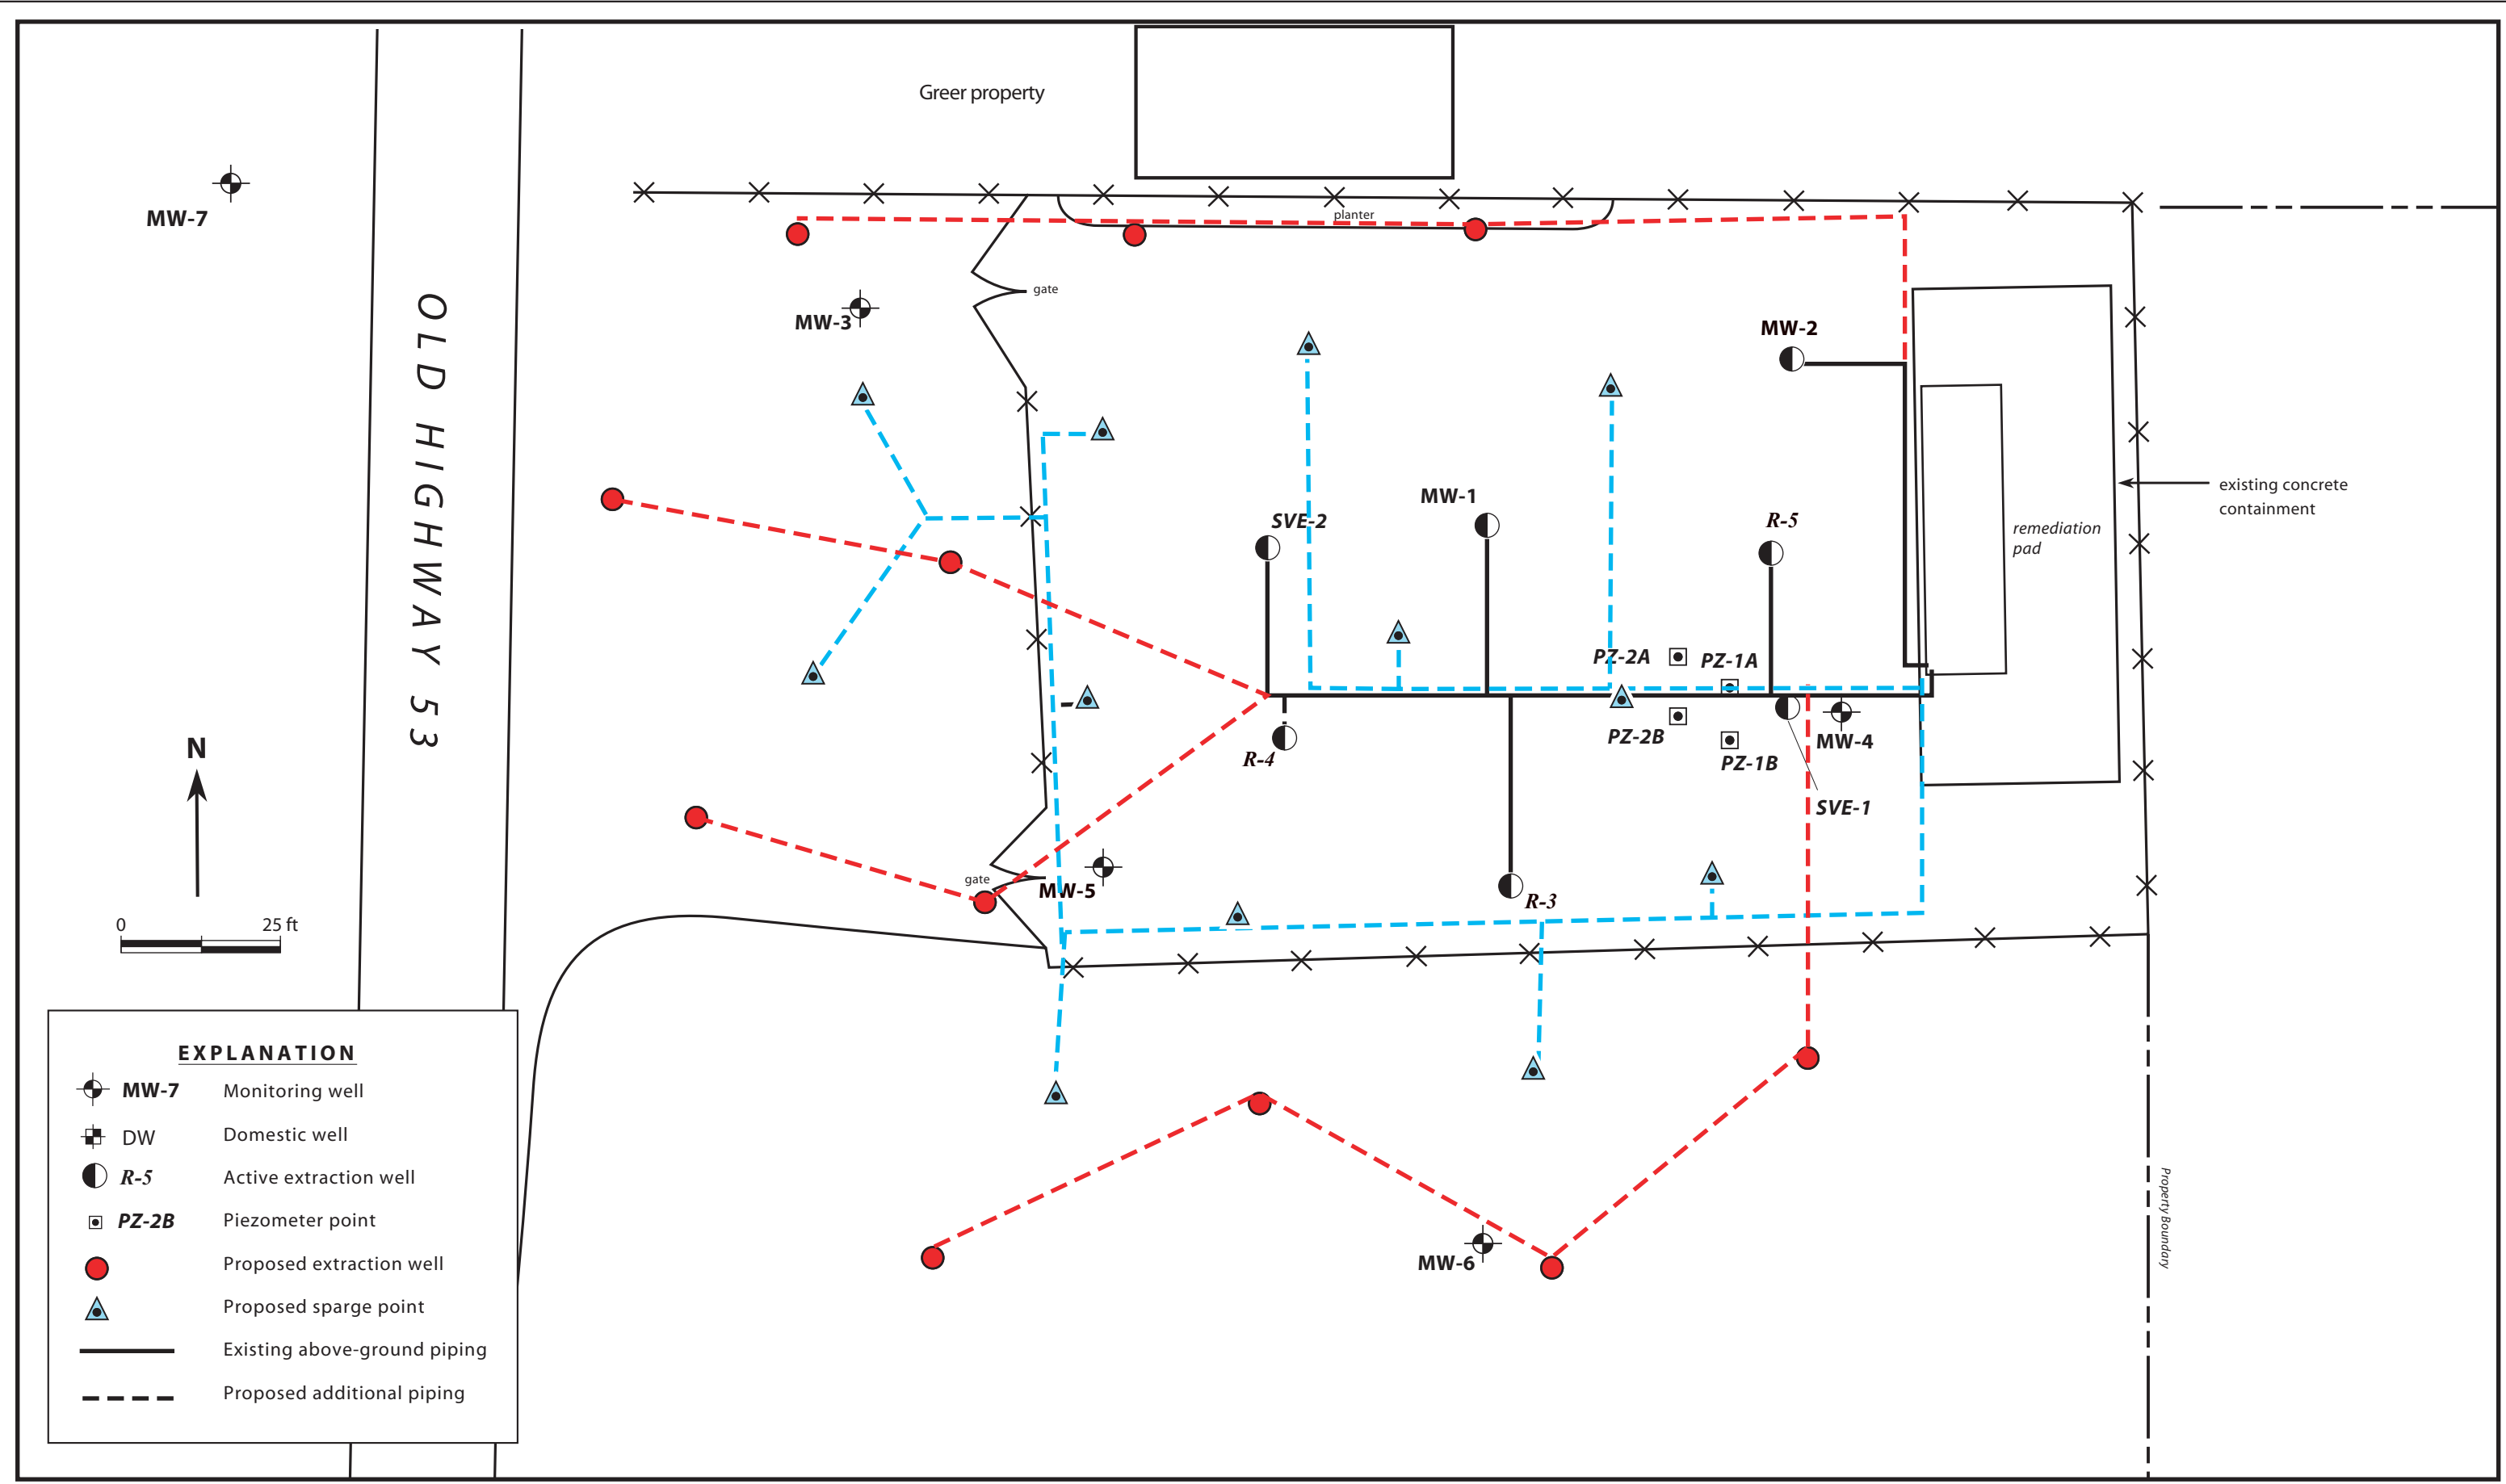 Greer property
MW-7
planter
gate
MW-3
MW-2
OLD HIGHWAY 53
MW-1
SVE-2
R-5
existing concrete
containment
remediation
pad
PZ-2A
PZ-1A
N
R-4
PZ-2B
MW-4
PZ-1B
SVE-1
gate
MW-5
R-3
0 25 ft
EXPLANATION
MW-7 Monitoring well
DW Domestic well
R-5 Active extraction well
PZ-2B Piezometer point
Proposed extraction well
Proposed sparge point
Existing above-ground piping
Proposed additional piping
MW-6
Property Boundary